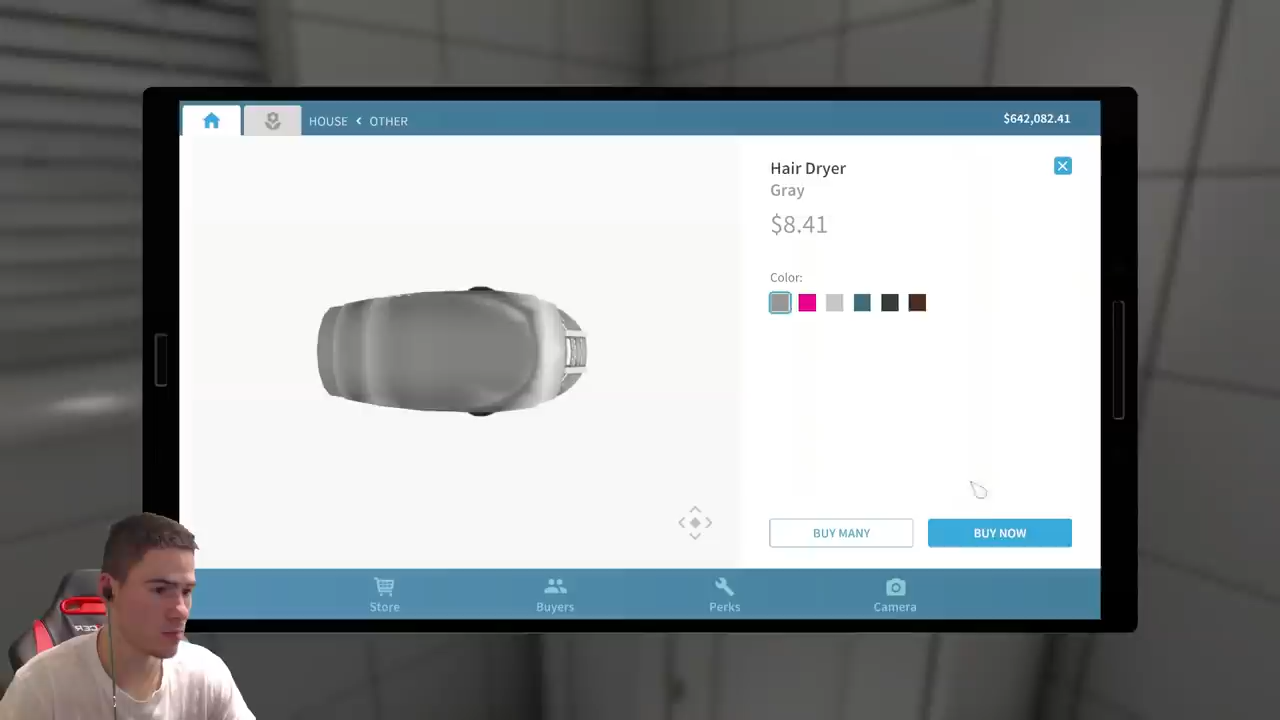 HOUSE < OTHER
$642,082.41
Hair Dryer
Gray
$8.41
Color:
BUY MANY
BUY NOW
Store
Buyers
Perks
Camera